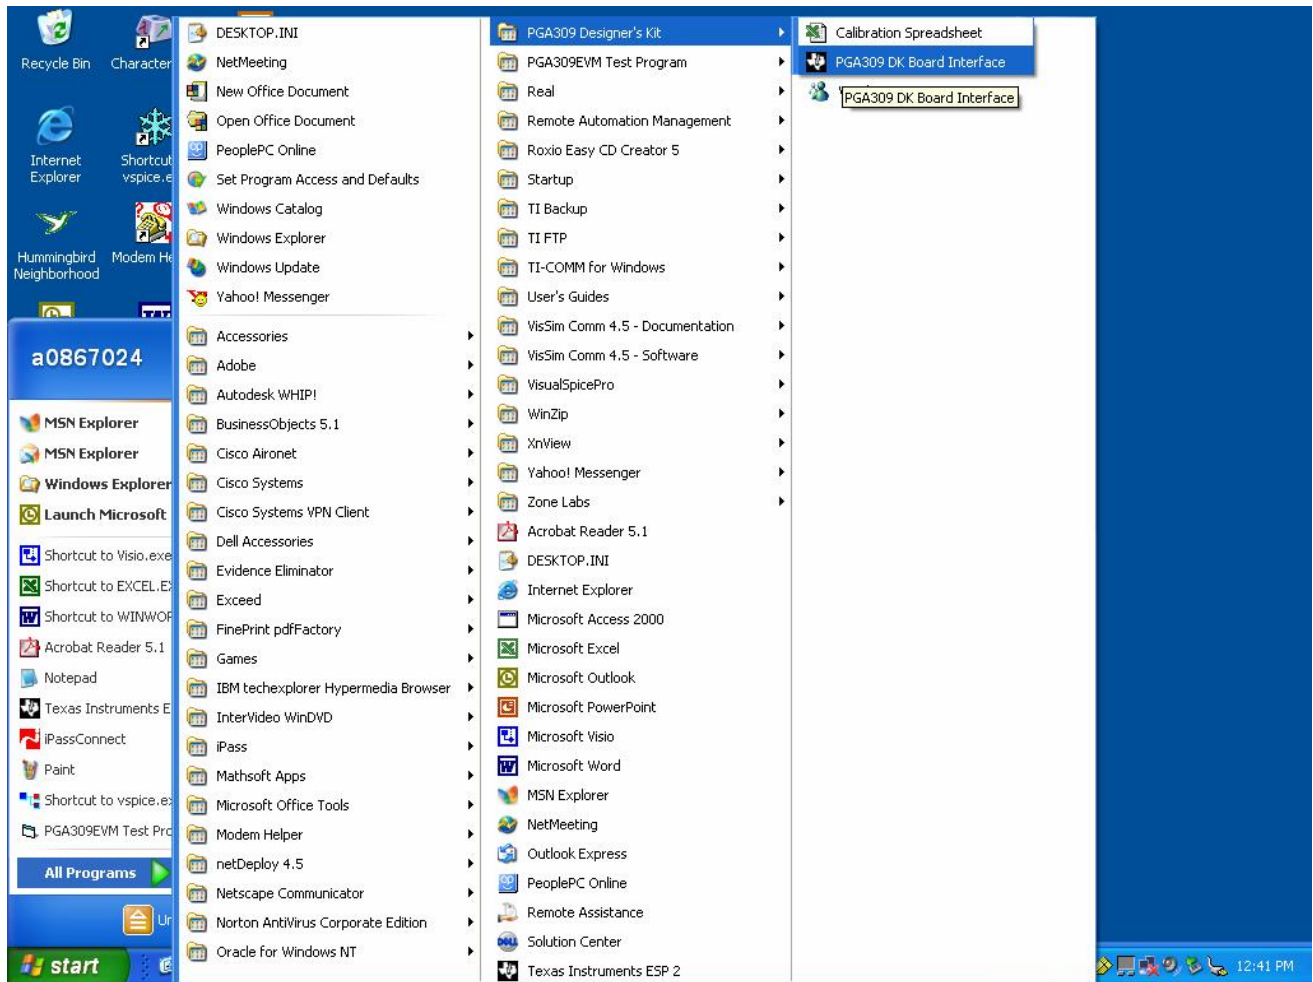 Recycle Bin
Character
Internet
Explorer
Shortcut
vspice.e
Hummingbird
Neighborhood
Modem He
a0867024
MSN Explorer
MSN Explorer
Windows Explorer
Launch Microsoft
Shortcut to Visio.exe
Shortcut to EXCEL.EX
Shortcut to WINWOR
Acrobat Reader 5.1
Notepad
Texas Instruments E
iPassConnect
Paint
Shortcut to vspice.ex
PGA309EVM Test Pro
All Programs
start
DESKTOP.INI
NetMeeting
New Office Document
Open Office Document
PeoplePC Online
Set Program Access and Defaults
Windows Catalog
Windows Explorer
Windows Update
Yahoo! Messenger
Accessories
Adobe
Autodesk WHIP!
BusinessObjects 5.1
Cisco Aironet
Cisco Systems
Cisco Systems VPN Client
Dell Accessories
Evidence Eliminator
Exceed
FinePrint pdfFactory
Games
IBM techexplorer Hypermedia Browser
InterVideo WinDVD
iPass
Mathsoft Apps
Microsoft Office Tools
Modem Helper
netDeploy 4.5
Netscape Communicator
Norton AntiVirus Corporate Edition
Oracle for Windows NT
PGA309 Designer's Kit
PGA309EVM Test Program
Real
Remote Automation Management
Roxio Easy CD Creator 5
Startup
TI Backup
TI FTP
TI-COMM for Windows
User's Guides
VisSim Comm 4.5 - Documentation
VisSim Comm 4.5 - Software
VisualSpicePro
WinZip
XnView
Yahoo! Messenger
Zone Labs
Acrobat Reader 5.1
DESKTOP.INI
Internet Explorer
Microsoft Access 2000
Microsoft Excel
Microsoft Outlook
Microsoft PowerPoint
Microsoft Visio
Microsoft Word
MSN Explorer
NetMeeting
Outlook Express
PeoplePC Online
Remote Assistance
Solution Center
Texas Instruments ESP 2
Calibration Spreadsheet
PGA309 DK Board Interface
PGA309 DK Board Interface
12:41 PM